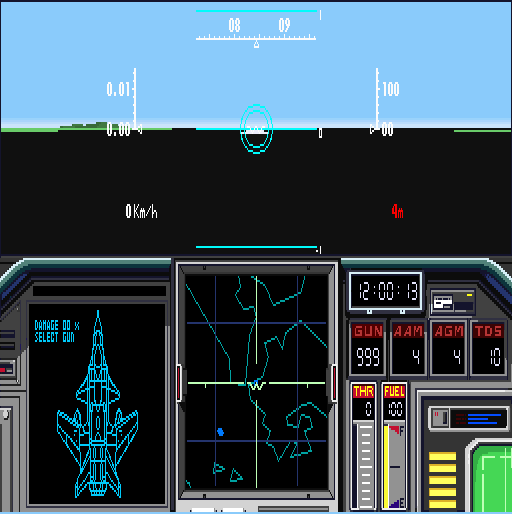 08 09
0.01 100
0.00 00
0Km/h 4m
12:00:13
DAMAGE 00 %
SELECT GUN
GUN AAM AGM TDS
999 4 4 10
THR FUEL
0 100
F
E